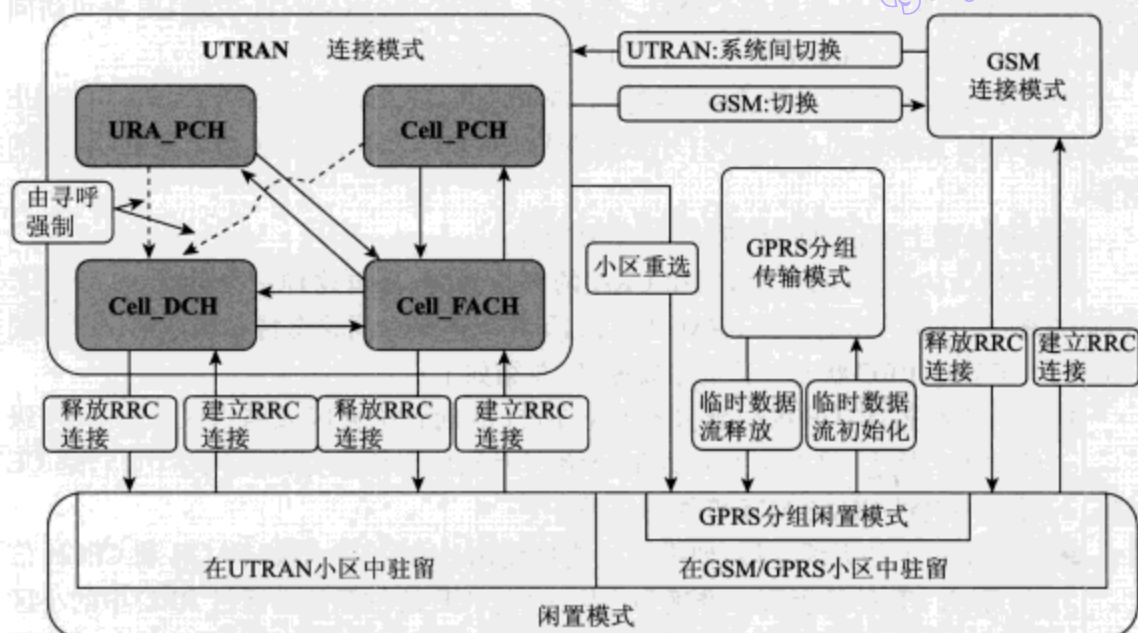 UTRAN 连接模式
URA_PCH
Cell_PCH
由寻呼
强制
Cell_DCH
Cell_FACH
UTRAN:系统间切换
GSM:切换
GSM
连接模式
小区重选
GPRS分组
传输模式
释放RRC
连接
建立RRC
连接
释放RRC
连接
建立RRC
连接
临时数据
流释放
临时数据
流初始化
释放RRC
连接
建立RRC
连接
GPRS分组闲置模式
在UTRAN小区中驻留
在GSM/GPRS小区中驻留
闲置模式